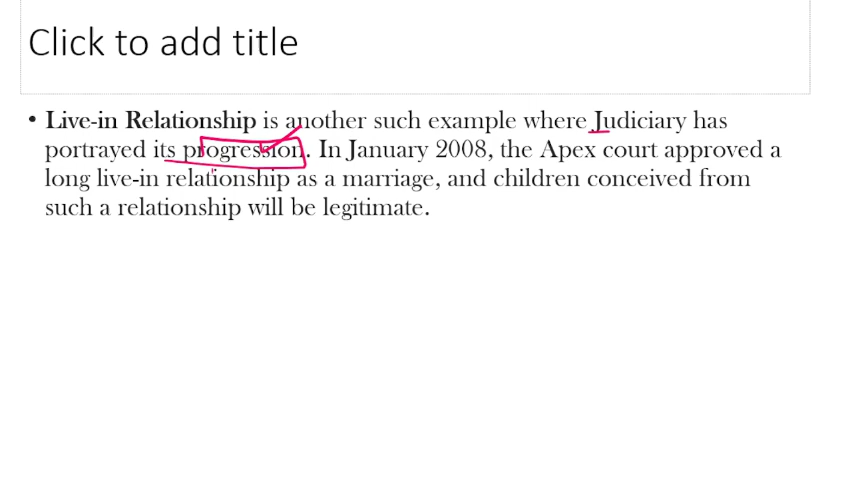 Click to add title
• Live-in Relationship is another such example where Judiciary has
portrayed its progression. In January 2008, the Apex court approved a
long live-in relationship as a marriage, and children conceived from
such a relationship will be legitimate.